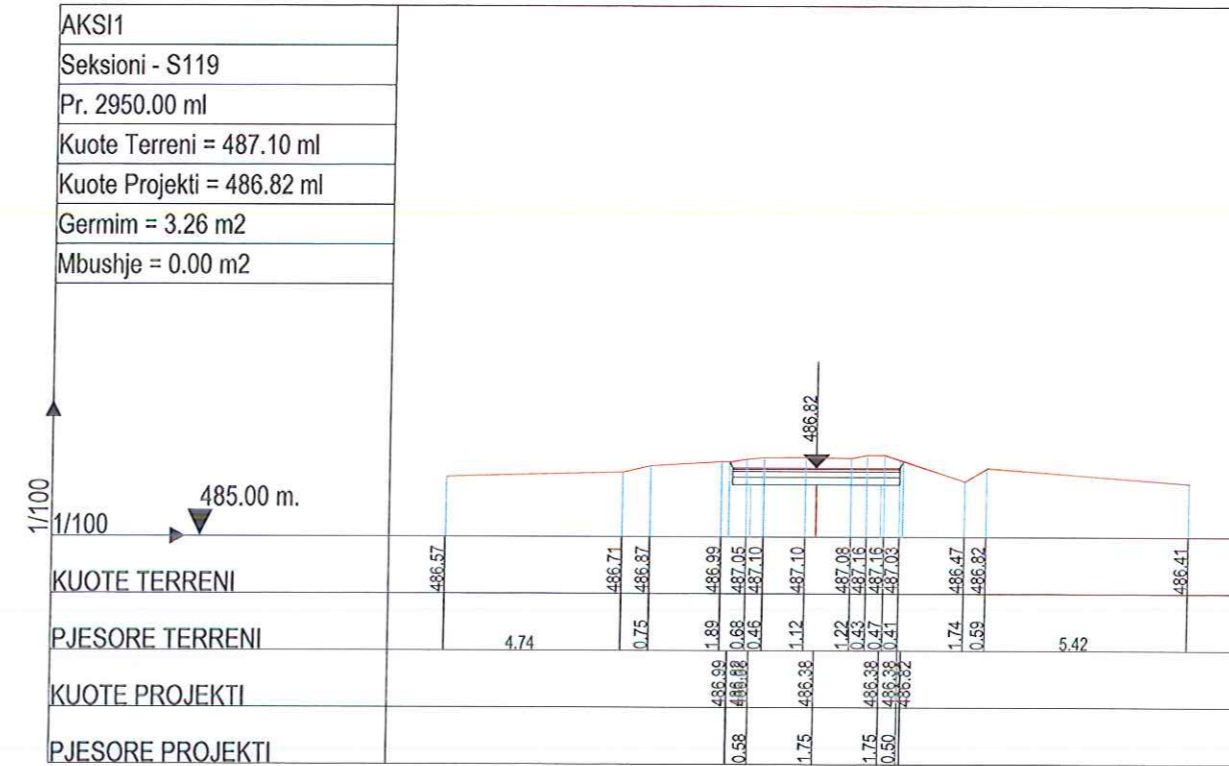 AKSI1
Seksioni - S119
Pr. 2950.00 ml
Kuote Terreni = 487.10 ml
Kuote Projekti = 486.82 ml
Germim = 3.26 m2
Mbushje = 0.00 m2
486.82
1/100
485.00 m.
1/100
KUOTE TERRENI 486.57 486.71 486.87 486.99 487.05 487.10 487.10 487.08 487.16 487.16 487.03 486.47 486.82 486.41
PJESORE TERRENI 4.74 0.75 1.89 0.68 0.46 1.12 1.22 0.43 0.47 0.41 1.74 0.59 5.42
KUOTE PROJEKTI 486.99 486.38 486.38 486.38 486.82
PJESORE PROJEKTI 0.58 1.75 1.75 0.50